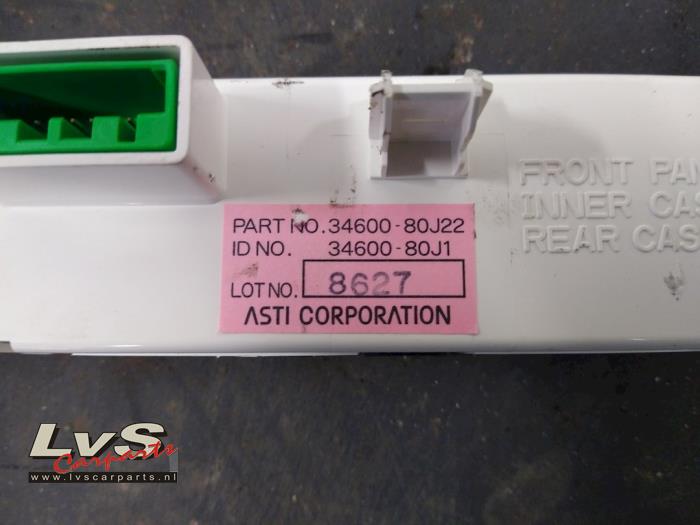 FRONT PAN
INNER CAS
REAR CAS
PART NO. 34600-80J22
ID NO. 34600-80J1
LOT NO. 8627
ASTI CORPORATION
LvS
Carparts
www.lvscarparts.nl